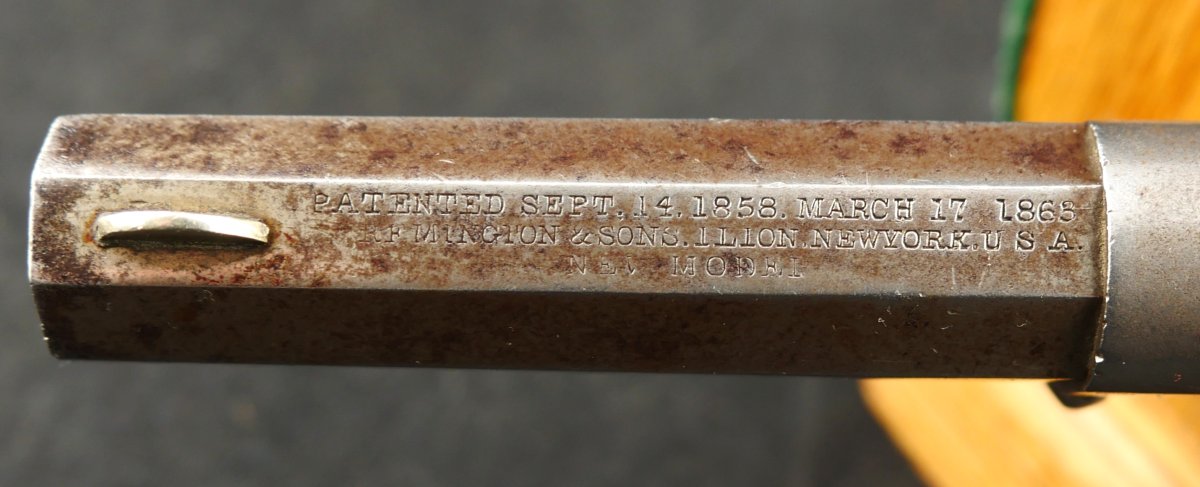 PATENTED SEPT. 14. 1858. MARCH 17 1863
REMINGTON & SONS. ILION. NEW YORK. U S A.
NEW MODEL